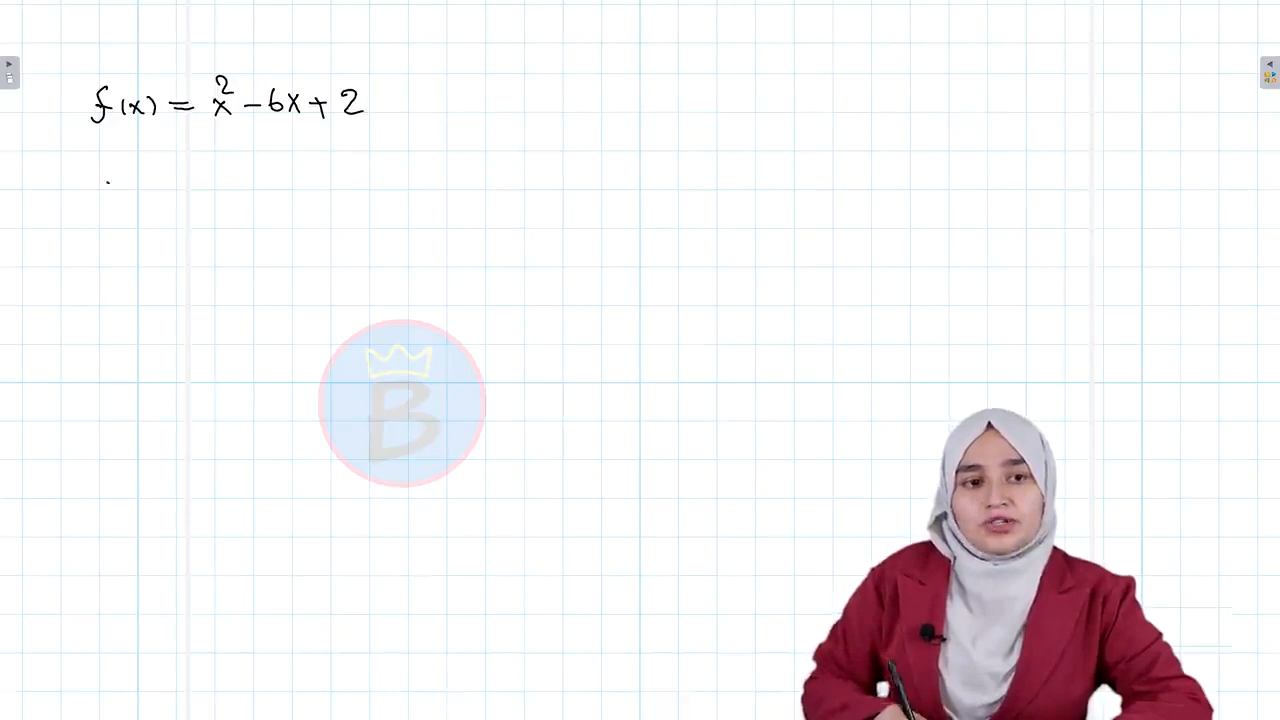 f(x) = x² - 6x + 2
B